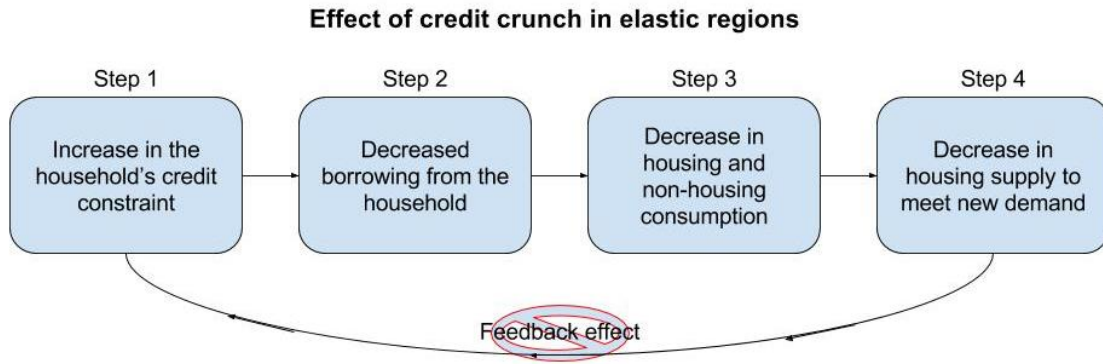 Effect of credit crunch in elastic regions
Step 1
Step 2
Step 3
Step 4
Increase in the
household's credit
constraint
Decreased
borrowing from the
household
Decrease in
housing and
non-housing
consumption
Decrease in
housing supply to
meet new demand
Feedback effect